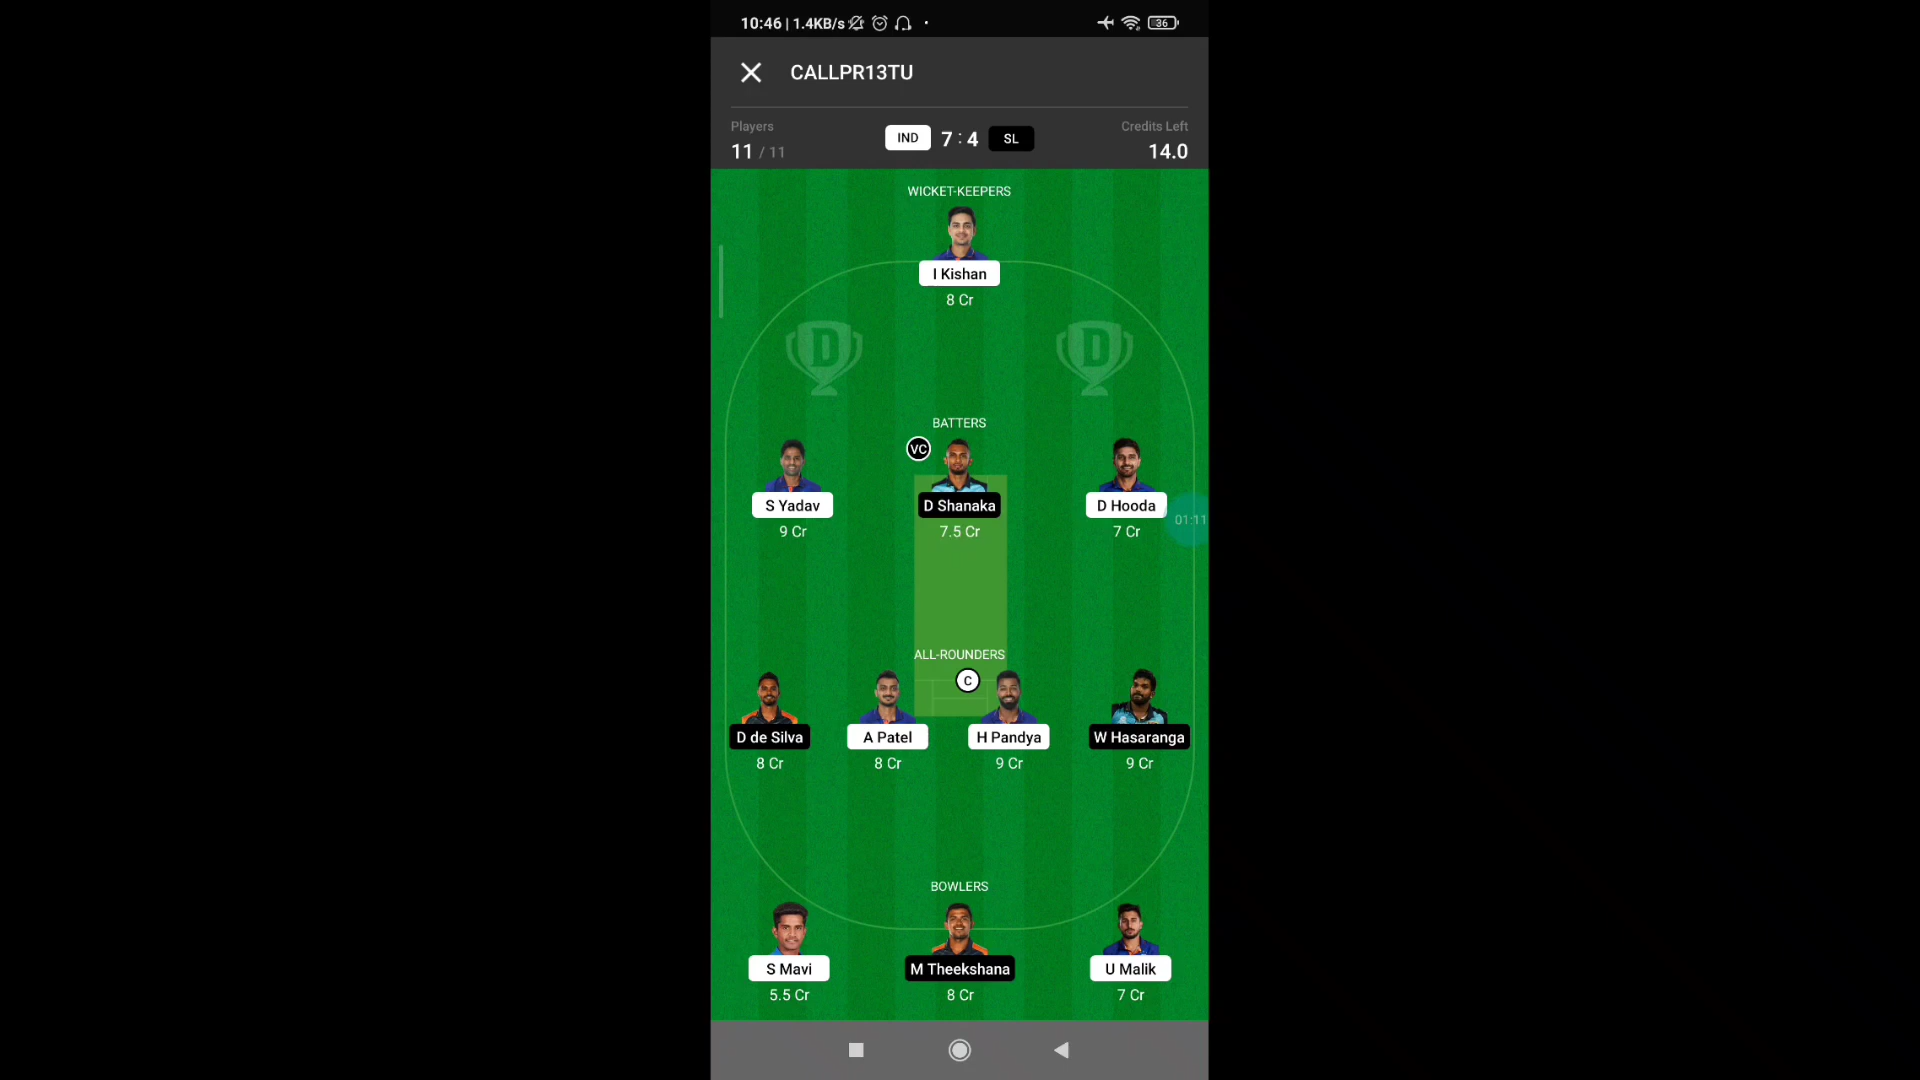 10:46 | 1.4KB/s 36
CALLPR13TU
Players
Credits Left
11 / 11
IND 7 : 4 SL
14.0
WICKET-KEEPERS
I Kishan
8 Cr
D D
BATTERS
VC
S Yadav
D Shanaka
D Hooda
9 Cr
7.5 Cr
7 Cr
01:11
ALL-ROUNDERS
C
D de Silva
A Patel
H Pandya
W Hasaranga
8 Cr
8 Cr
9 Cr
9 Cr
BOWLERS
S Mavi
M Theekshana
U Malik
5.5 Cr
8 Cr
7 Cr